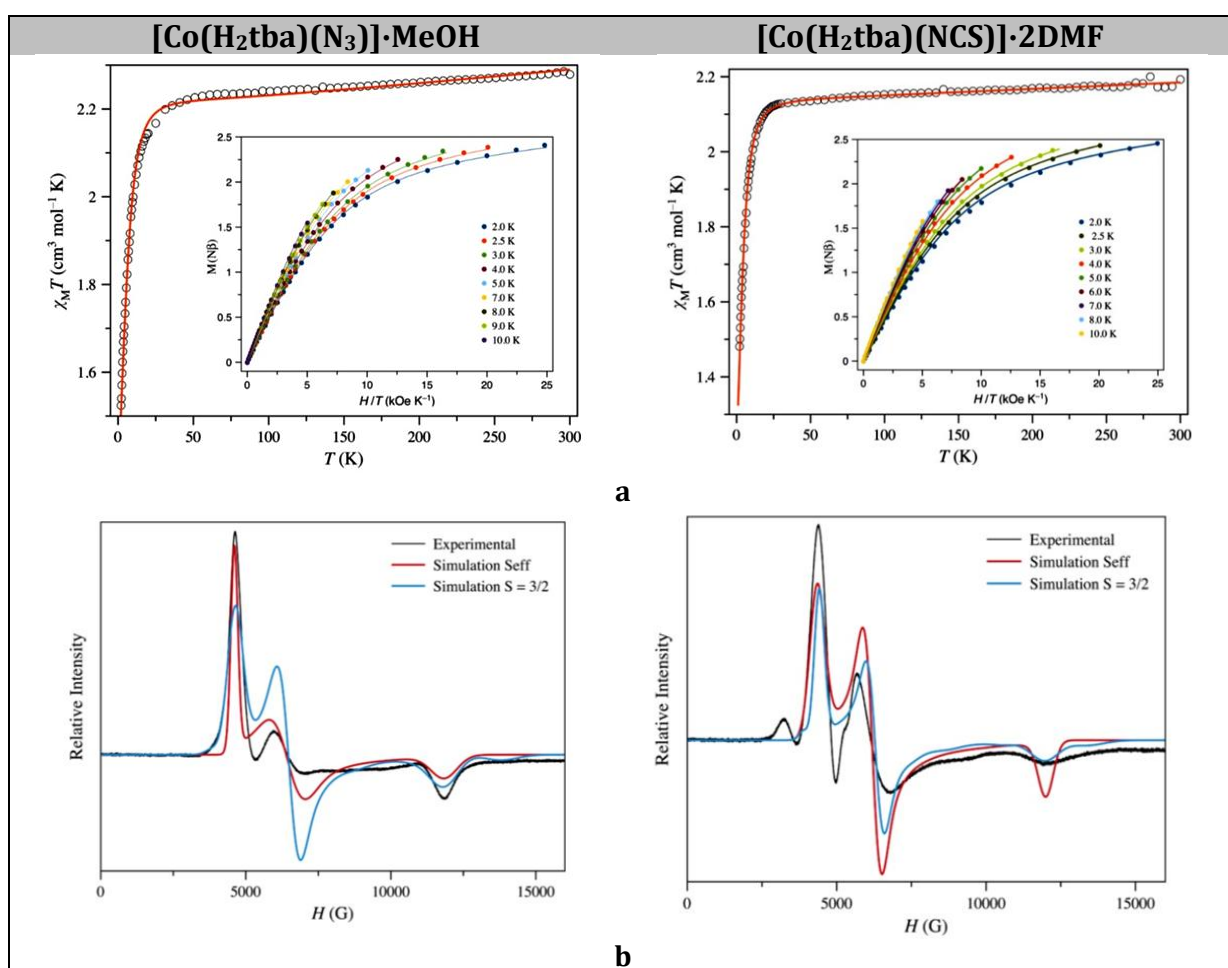 [Co(H₂tba)(N₃)]·MeOH
[Co(H₂tba)(NCS)]·2DMF
χMT (cm³ mol⁻¹ K)
2.2
2
1.8
1.6
0 50 100 150 200 250 300
T (K)
M(Nβ)
2.5
2
1.5
1
0.5
0
0 5 10 15 20 25
H/T (kOe K⁻¹)
2.0 K
2.5 K
3.0 K
4.0 K
5.0 K
7.0 K
8.0 K
9.0 K
10.0 K
χMT (cm³ mol⁻¹ K)
2.2
2.0
1.8
1.6
1.4
0 50 100 150 200 250 300
T (K)
M(Nβ)
2.5
2
1.5
1
0.5
0
0 5 10 15 20 25
H/T (kOe K⁻¹)
2.0 K
2.5 K
3.0 K
4.0 K
5.0 K
6.0 K
7.0 K
8.0 K
10.0 K
a
Relative Intensity
Experimental
Simulation Seff
Simulation S = 3/2
0 5000 10000 15000
H (G)
Relative Intensity
Experimental
Simulation Seff
Simulation S = 3/2
0 5000 10000 15000
H (G)
b